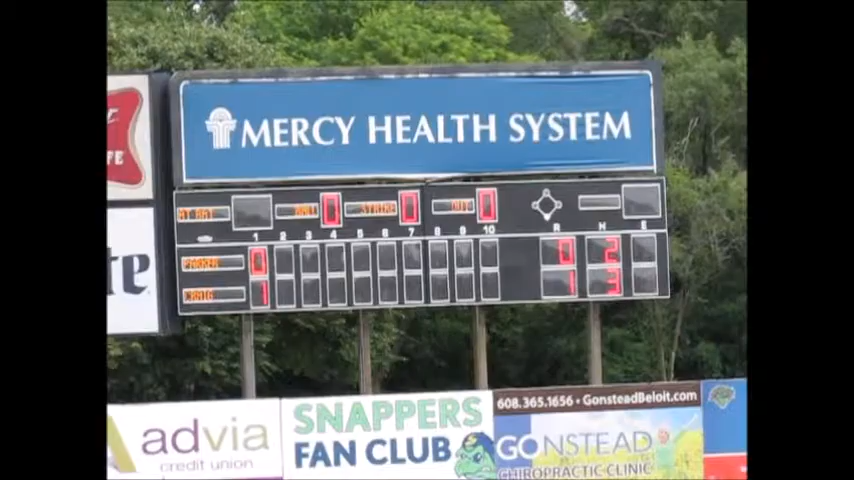 MERCY HEALTH SYSTEM
AT BAT BALL 0 STRIKE 0 OUT 0
1 2 3 4 5 6 7 8 9 10 R H E
PARKER 0 0 2
CRAIG 1 1 3
advia
credit union
SNAPPERS
FAN CLUB
608.365.1656 • GonsteadBeloit.com
GONSTEAD
CHIROPRACTIC CLINIC